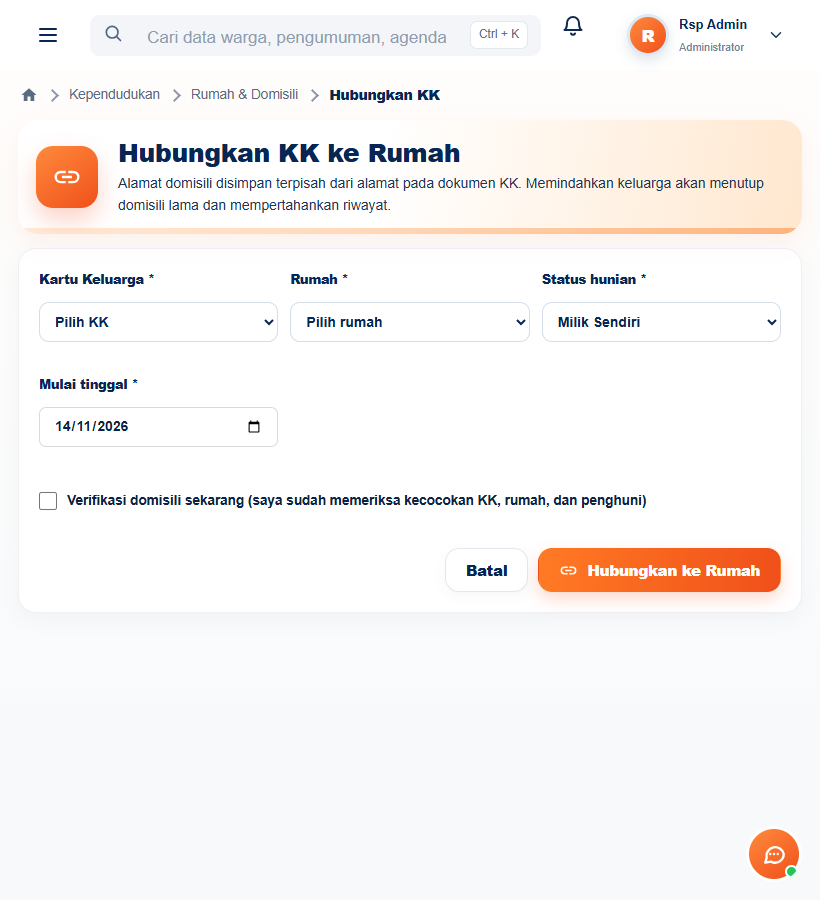 Cari data warga, pengumuman, agenda
Ctrl + K
R
Rsp Admin
Administrator
Kependudukan
Rumah & Domisili
Hubungkan KK
Hubungkan KK ke Rumah
Alamat domisili disimpan terpisah dari alamat pada dokumen KK. Memindahkan keluarga akan menutup
domisili lama dan mempertahankan riwayat.
Kartu Keluarga *
Rumah *
Status hunian *
Pilih KK
Pilih rumah
Milik Sendiri
Mulai tinggal *
14/11/2026
Verifikasi domisili sekarang (saya sudah memeriksa kecocokan KK, rumah, dan penghuni)
Batal
Hubungkan ke Rumah